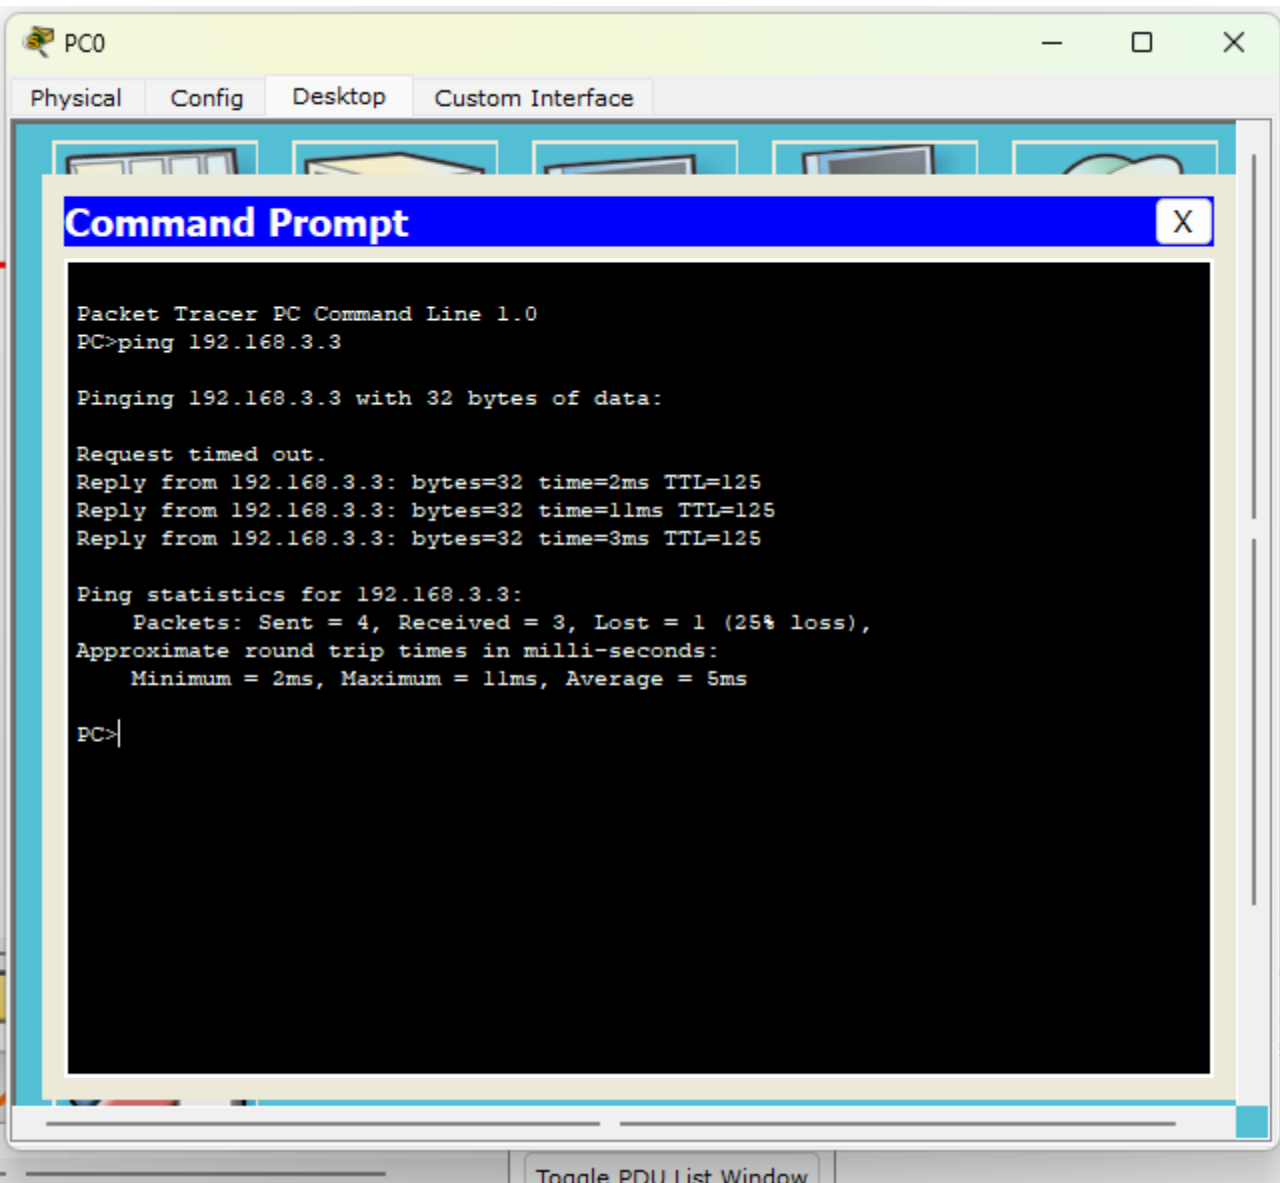 PC0
Physical Config Desktop Custom Interface
Command Prompt X
Packet Tracer PC Command Line 1.0
PC>ping 192.168.3.3
Pinging 192.168.3.3 with 32 bytes of data:
Request timed out.
Reply from 192.168.3.3: bytes=32 time=2ms TTL=125
Reply from 192.168.3.3: bytes=32 time=11ms TTL=125
Reply from 192.168.3.3: bytes=32 time=3ms TTL=125
Ping statistics for 192.168.3.3:
Packets: Sent = 4, Received = 3, Lost = 1 (25% loss),
Approximate round trip times in milli-seconds:
Minimum = 2ms, Maximum = 11ms, Average = 5ms
PC>
Toggle PDU List Window